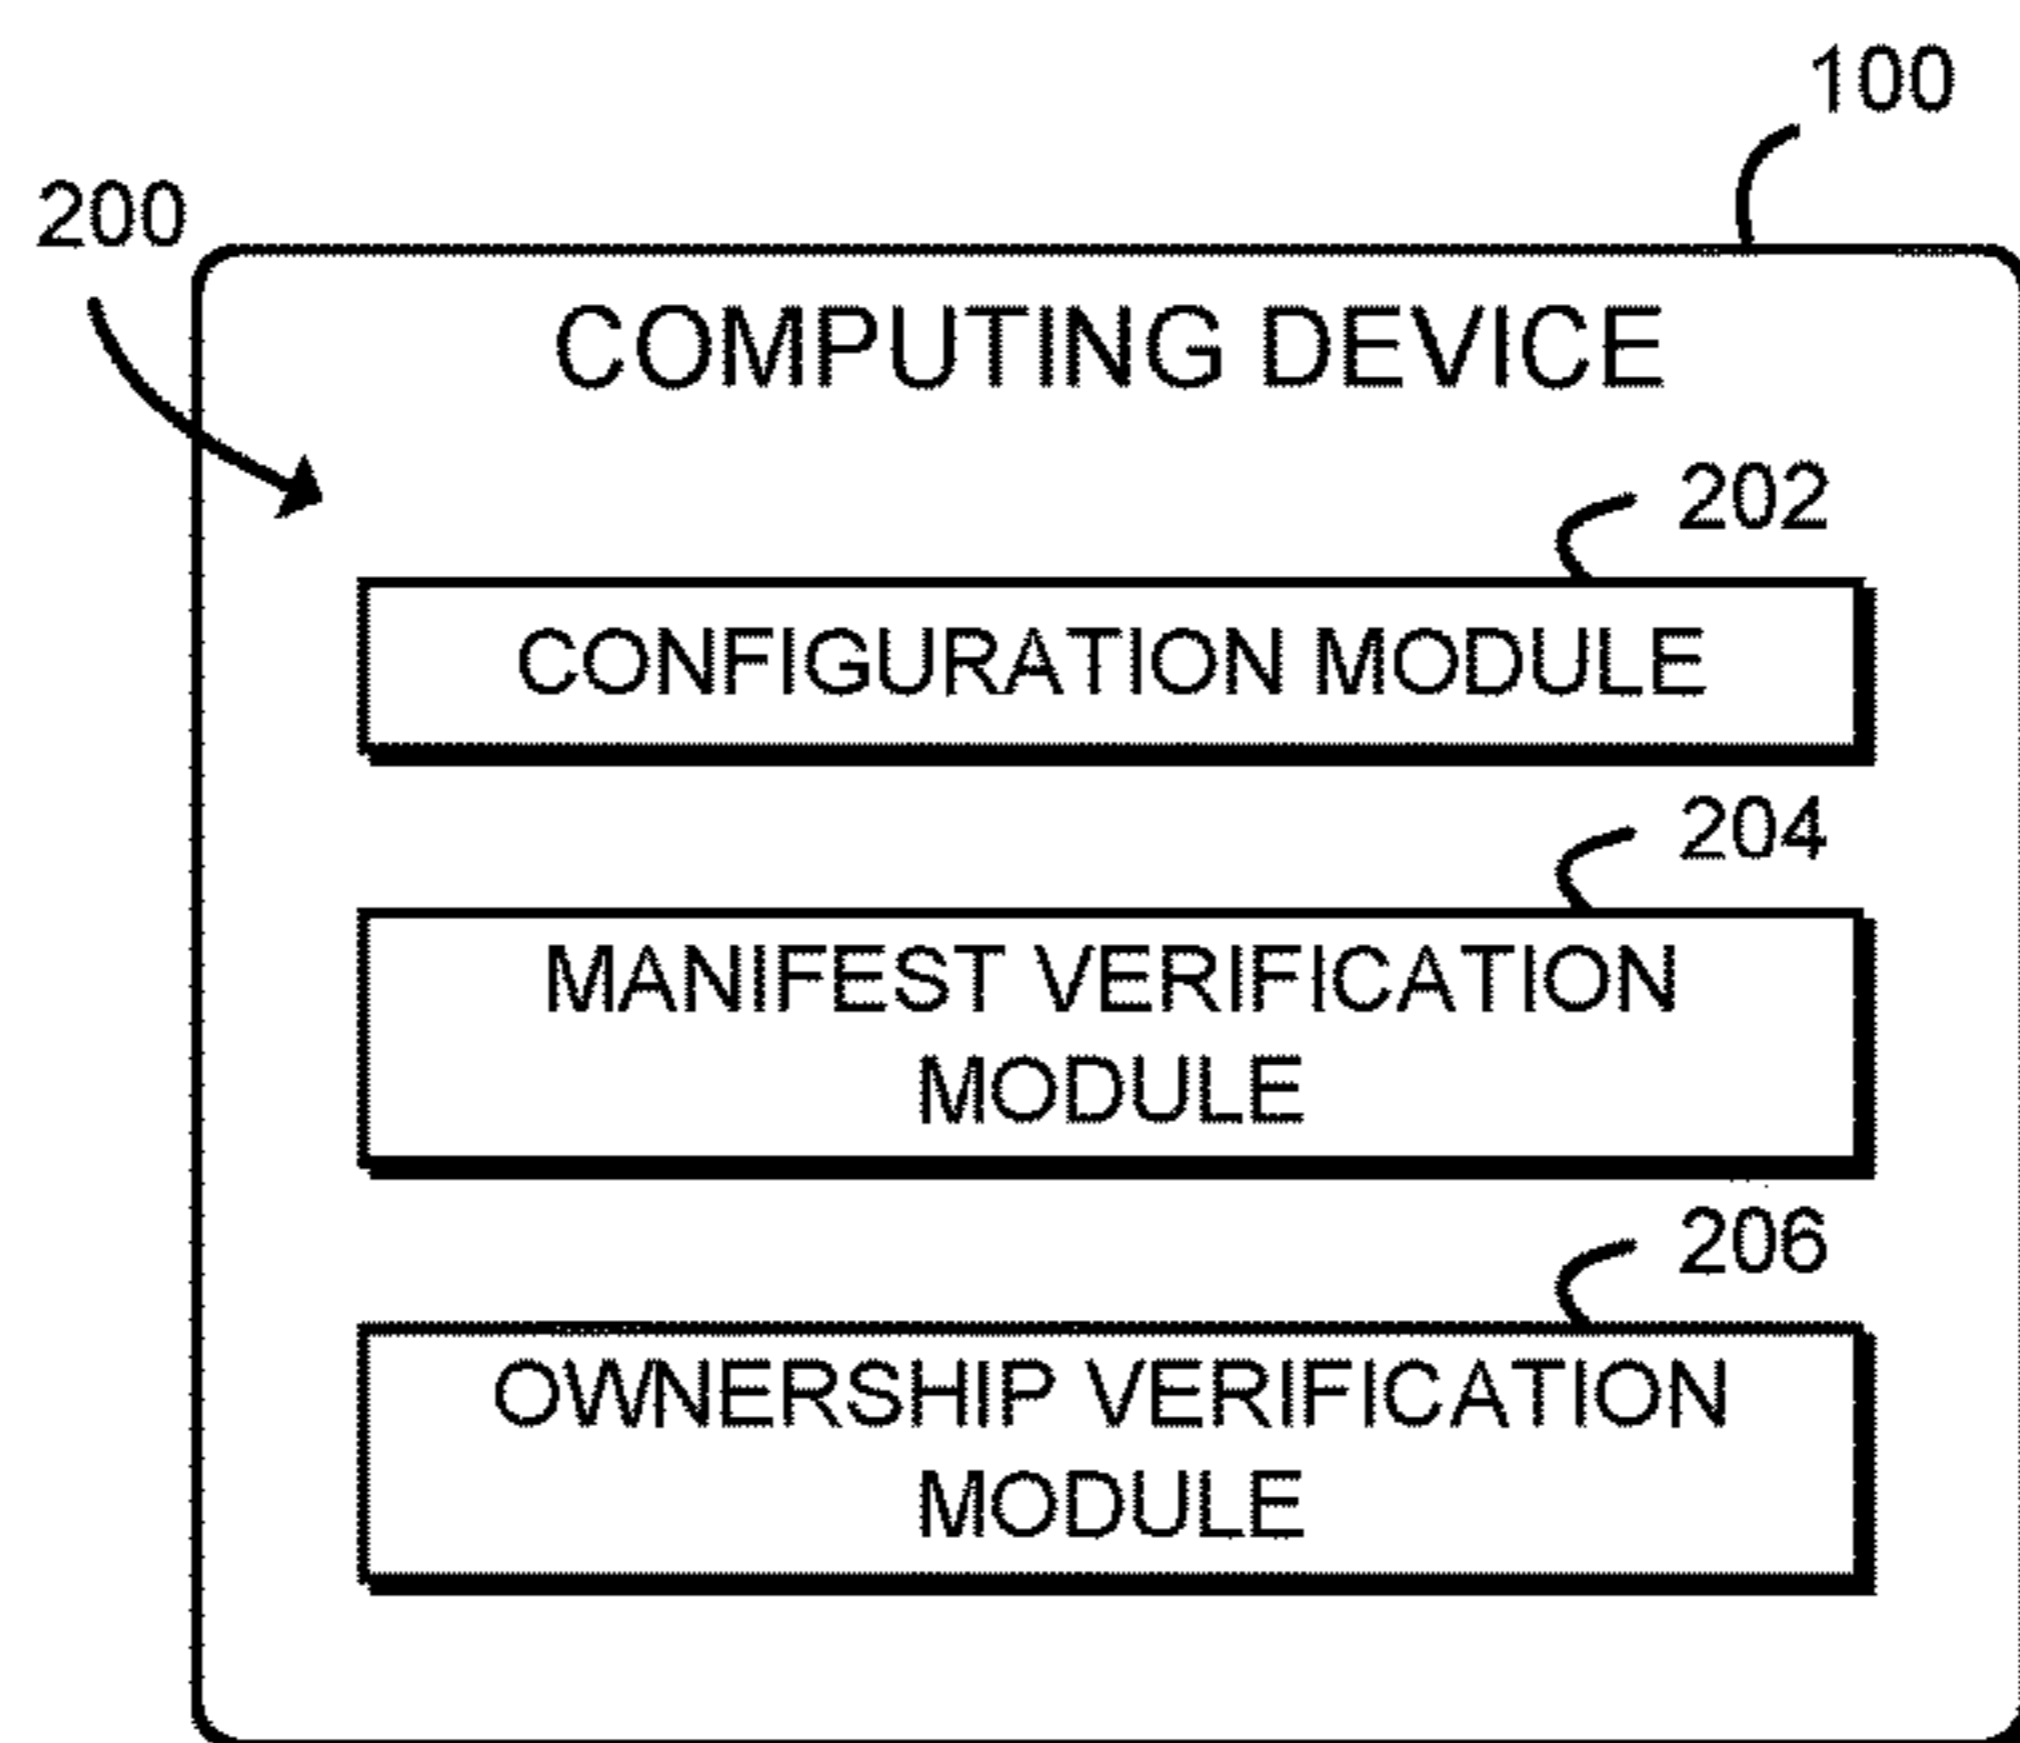 100
200
COMPUTING DEVICE
202
CONFIGURATION MODULE
204
MANIFEST VERIFICATION
MODULE
206
OWNERSHIP VERIFICATION
MODULE